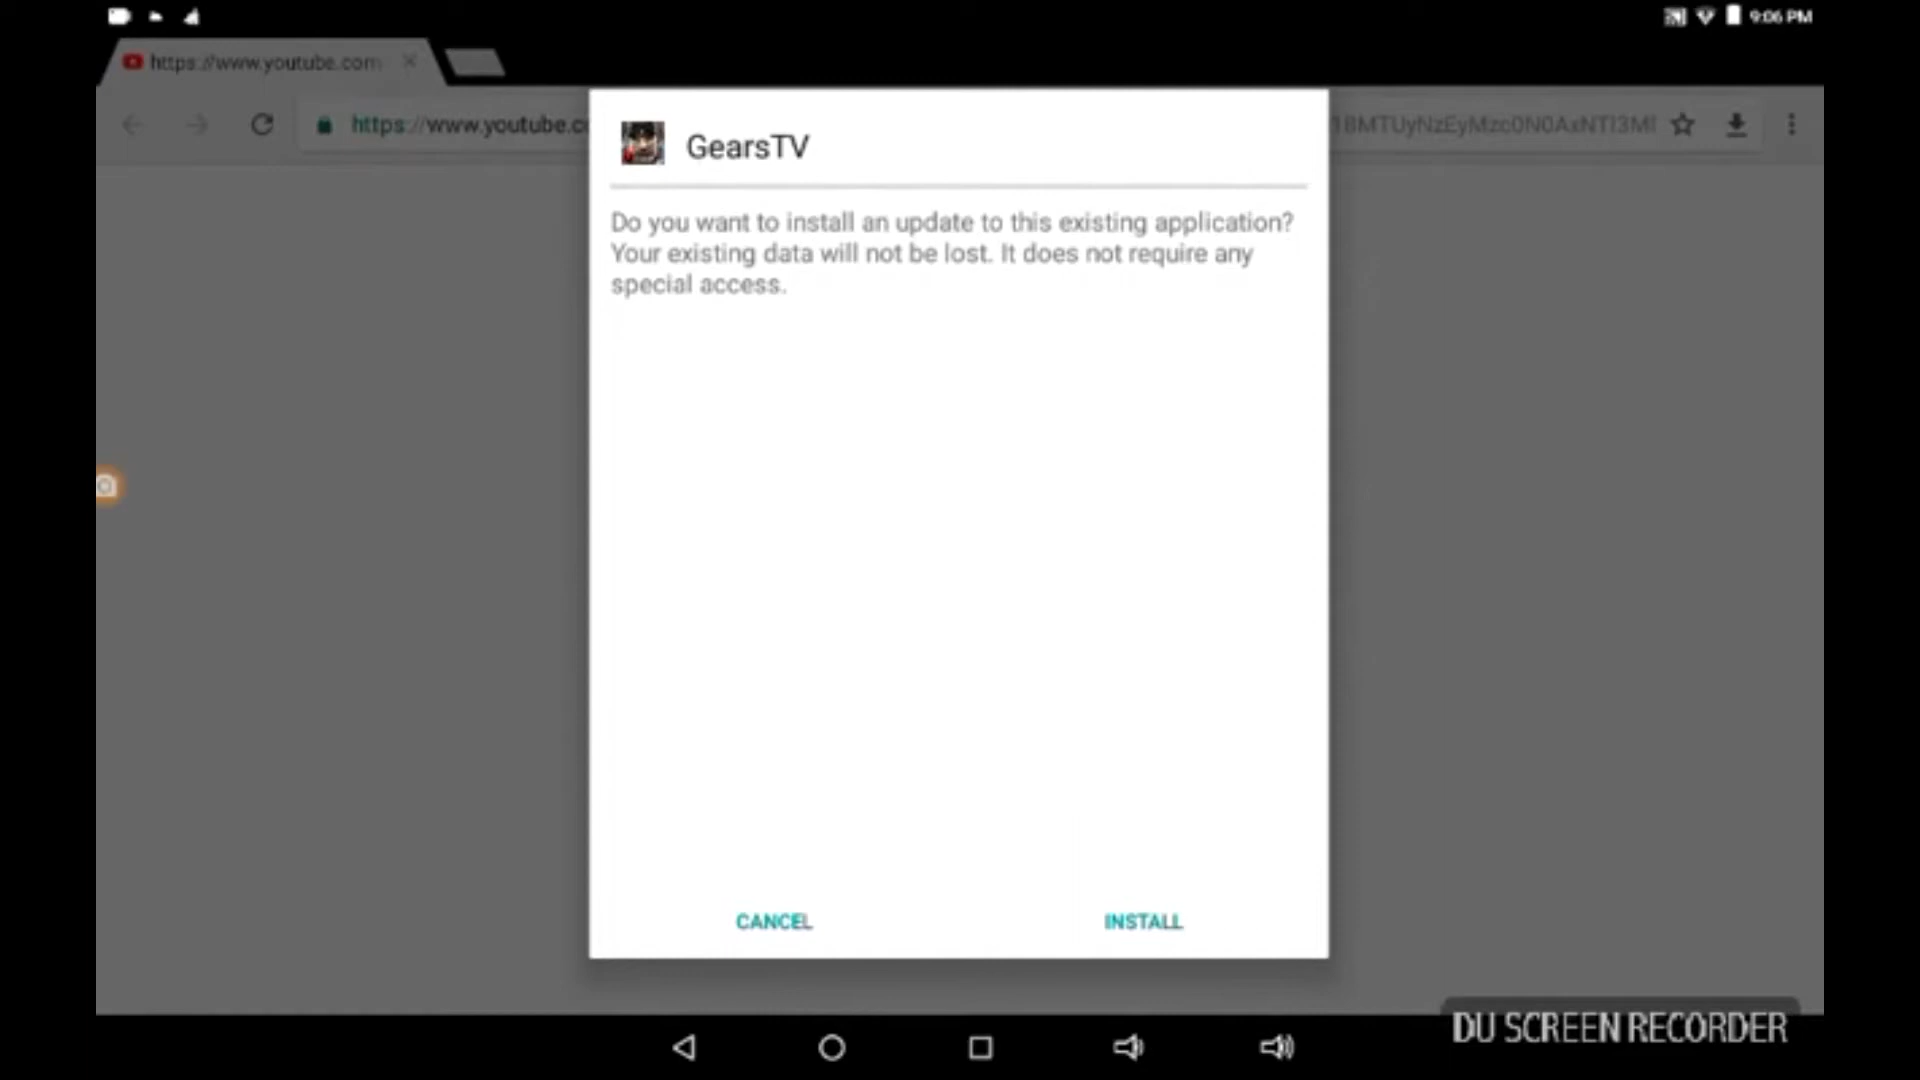 9:06 PM
https://www.youtube.com
https://www.youtube.c
GearsTV
Do you want to install an update to this existing application?
Your existing data will not be lost. It does not require any
special access.
CANCEL
INSTALL
DU SCREEN RECORDER